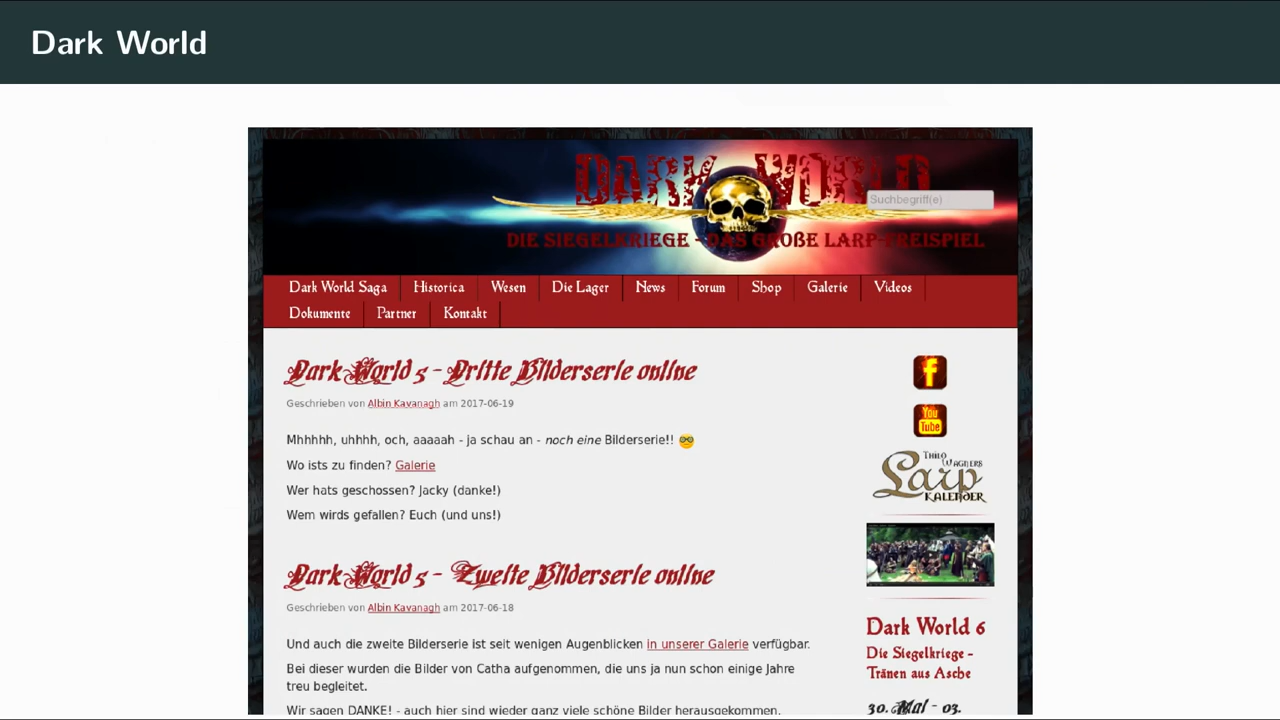 Dark World
DARK WORLD
Suchbegriff(e)
DIE SIEGELKRIEGE - DAS GROßE LARP-FREISPIEL
Dark World Saga Historica Wesen Die Lager News Forum Shop Galerie Videos
Dokumente Partner Kontakt
Dark World 5 - Dritte Bilderserie online
Geschrieben von Albin Kavanagh am 2017-06-19
Mhhhhh, uhhhh, och, aaaaah - ja schau an - noch eine Bilderserie!!
Wo ists zu finden? Galerie
Wer hats geschossen? Jacky (danke!)
Wem wirds gefallen? Euch (und uns!)
Dark World 5 - Zweite Bilderserie online
Geschrieben von Albin Kavanagh am 2017-06-18
Und auch die zweite Bilderserie ist seit wenigen Augenblicken in unserer Galerie verfügbar.
Bei dieser wurden die Bilder von Catha aufgenommen, die uns ja nun schon einige Jahre
treu begleitet.
Wir sagen DANKE! - auch hier sind wieder ganz viele schöne Bilder herausgekommen.
f
You
Tube
Thilo Wagners
Larp
Kalender
Dark World 6
Die Siegelkriege -
Tränen aus Asche
30. Mai - 03.